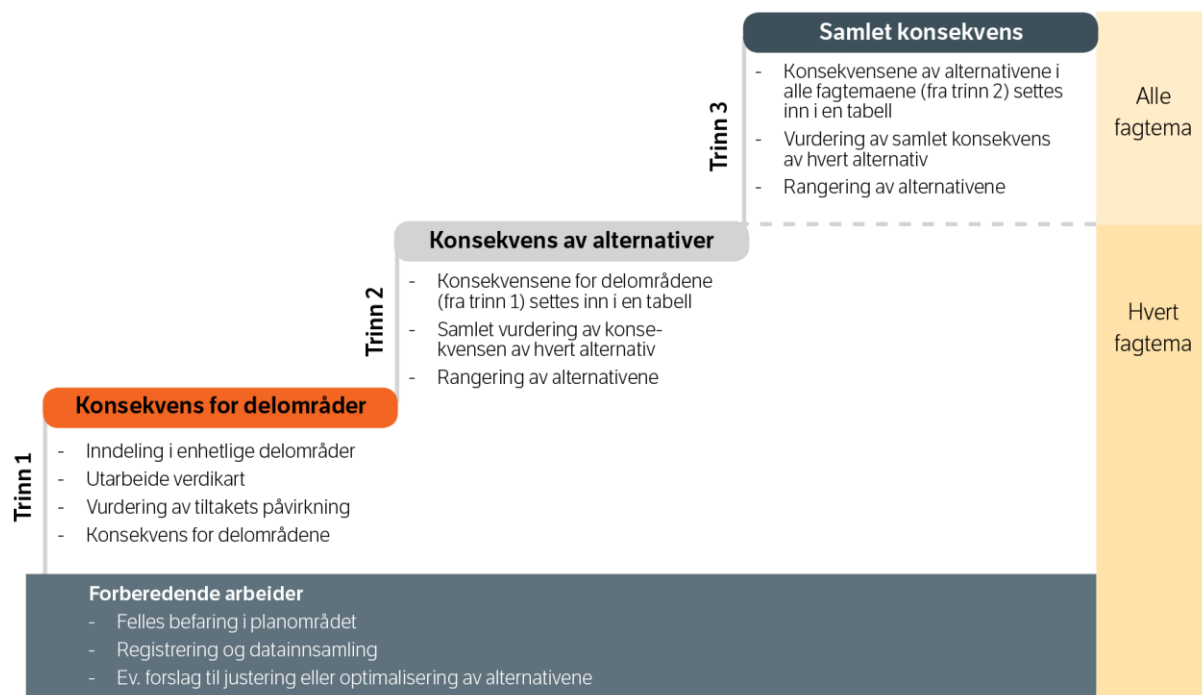 Samlet konsekvens
- Konsekvensene av alternativene i
alle fagtemaene (fra trinn 2) settes
inn i en tabell
- Vurdering av samlet konsekvens
av hvert alternativ
- Rangering av alternativene
Trinn 3
Alle
fagtema
Konsekvens av alternativer
- Konsekvensene for delområdene
(fra trinn 1) settes inn i en tabell
- Samlet vurdering av konse-
kvensen av hvert alternativ
- Rangering av alternativene
Trinn 2
Hvert
fagtema
Konsekvens for delområder
- Inndeling i enhetlige delområder
- Utarbeide verdikart
- Vurdering av tiltakets påvirkning
- Konsekvens for delområdene
Trinn 1
Forberedende arbeider
- Felles befaring i planområdet
- Registrering og datainnsamling
- Ev. forslag til justering eller optimalisering av alternativene